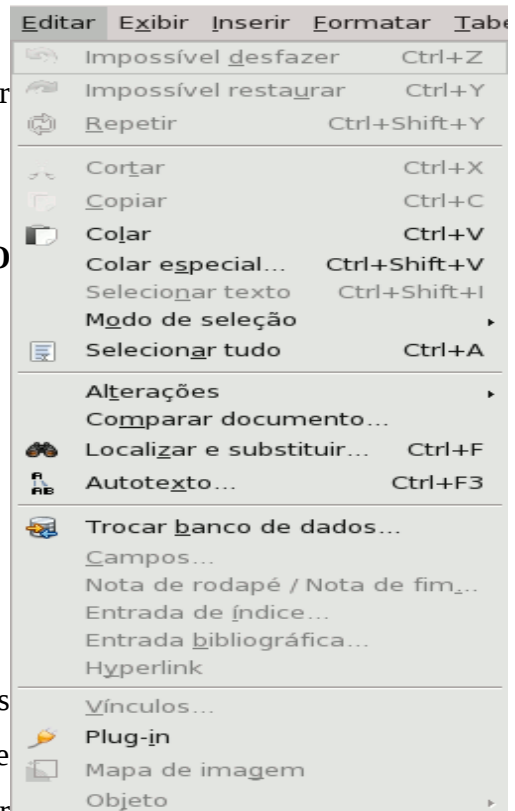 Editar Exibir Inserir Formatar Tabe
Impossível desfazer Ctrl+Z
r
Impossível restaurar Ctrl+Y
Repetir Ctrl+Shift+Y
Cortar Ctrl+X
Copiar Ctrl+C
Colar Ctrl+V
O
Colar especial... Ctrl+Shift+V
Selecionar texto Ctrl+Shift+I
Modo de seleção
Selecionar tudo Ctrl+A
Alterações
Comparar documento...
Localizar e substituir... Ctrl+F
Autotexto... Ctrl+F3
Trocar banco de dados...
Campos...
Nota de rodapé / Nota de fim...
Entrada de índice...
Entrada bibliográfica...
Hyperlink
s
Vínculos...
Plug-in
e
Mapa de imagem
Objeto
r